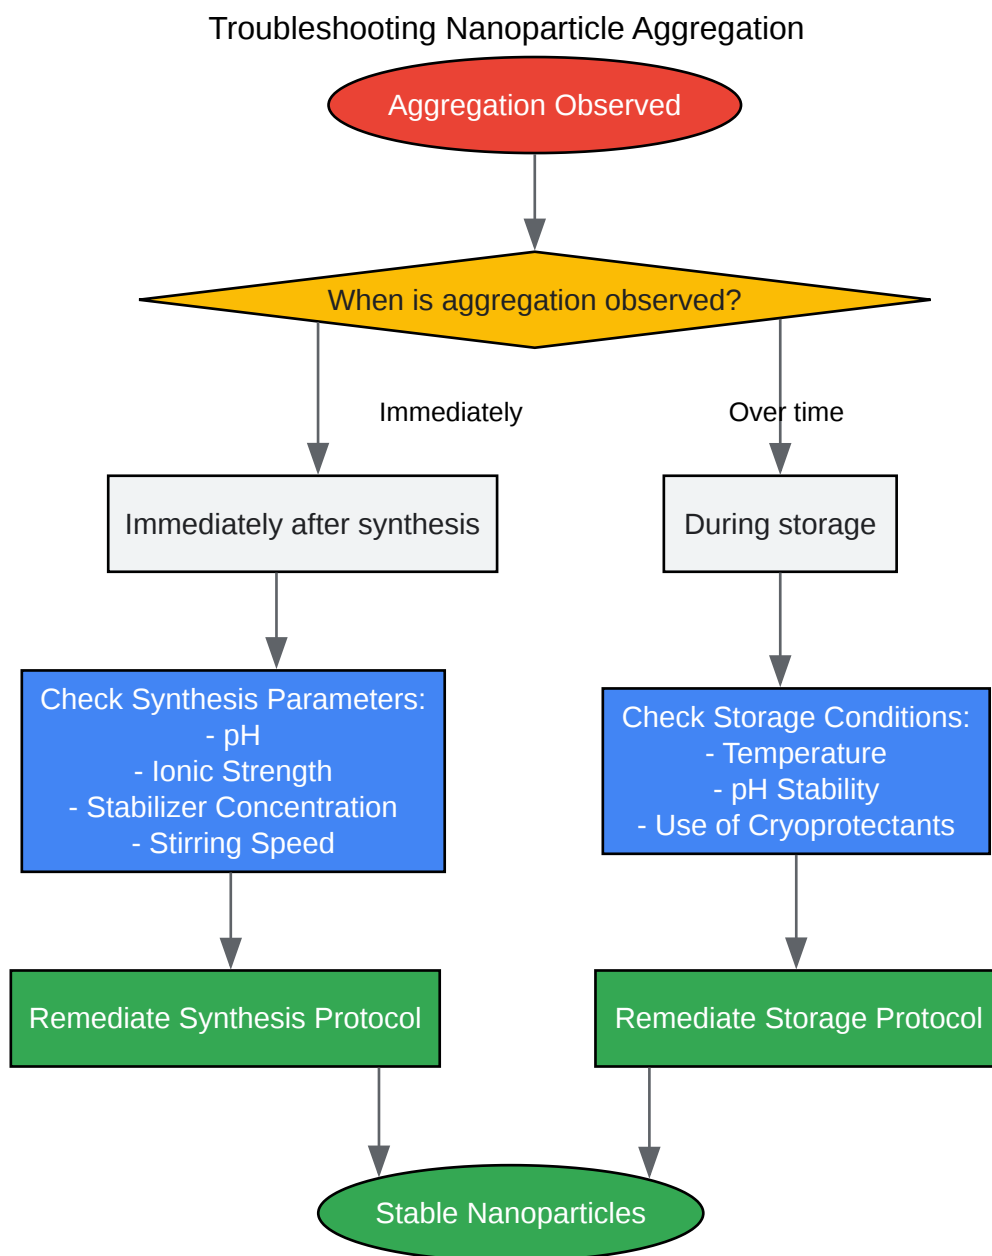 Troubleshooting Nanoparticle Aggregation
Aggregation Observed
When is aggregation observed?
Immediately
Over time
Immediately after synthesis
During storage
Check Synthesis Parameters:
- pH
- Ionic Strength
- Stabilizer Concentration
- Stirring Speed
Check Storage Conditions:
- Temperature
- pH Stability
- Use of Cryoprotectants
Remediate Synthesis Protocol
Remediate Storage Protocol
Stable Nanoparticles